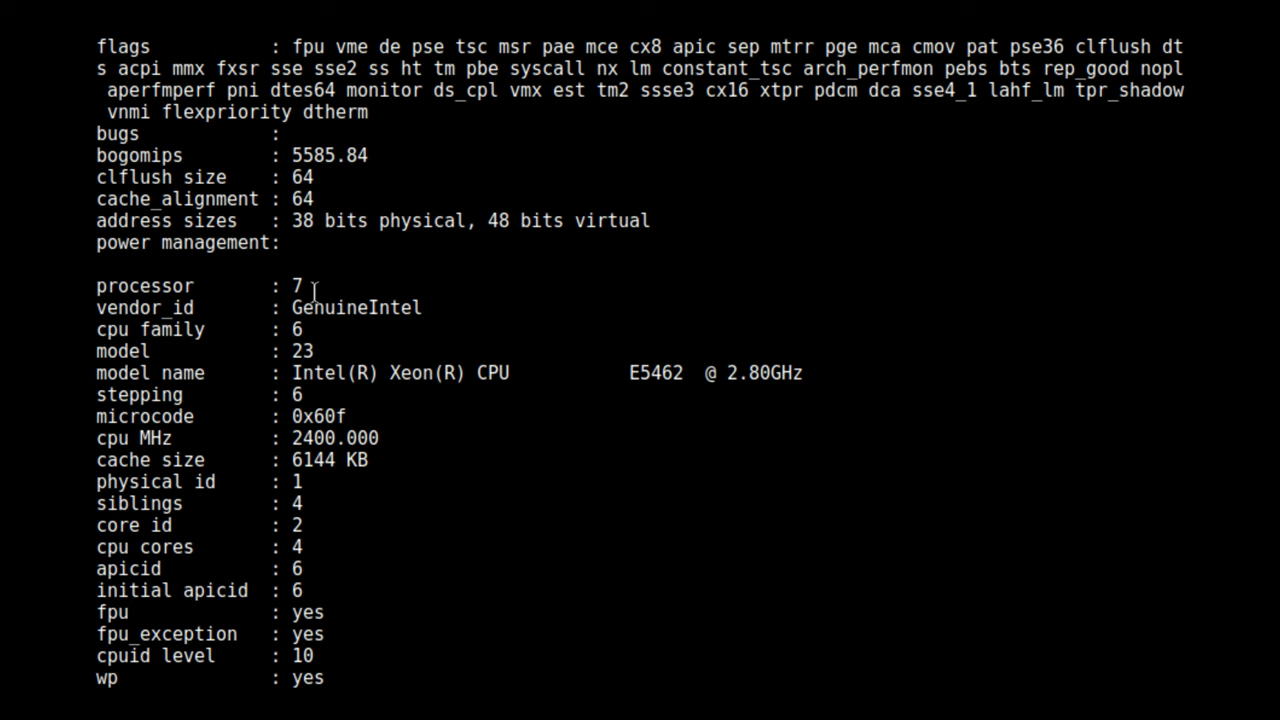 flags           : fpu vme de pse tsc msr pae mce cx8 apic sep mtrr pge mca cmov pat pse36 clflush dt
s acpi mmx fxsr sse sse2 ss ht tm pbe syscall nx lm constant_tsc arch_perfmon pebs bts rep_good nopl
 aperfmperf pni dtes64 monitor ds_cpl vmx est tm2 ssse3 cx16 xtpr pdcm dca sse4_1 lahf_lm tpr_shadow
 vnmi flexpriority dtherm
bugs            :
bogomips        : 5585.84
clflush size    : 64
cache_alignment : 64
address sizes   : 38 bits physical, 48 bits virtual
power management:

processor       : 7
vendor_id       : GenuineIntel
cpu family      : 6
model           : 23
model name      : Intel(R) Xeon(R) CPU           E5462  @ 2.80GHz
stepping        : 6
microcode       : 0x60f
cpu MHz         : 2400.000
cache size      : 6144 KB
physical id     : 1
siblings        : 4
core id         : 2
cpu cores       : 4
apicid          : 6
initial apicid  : 6
fpu             : yes
fpu_exception   : yes
cpuid level     : 10
wp              : yes